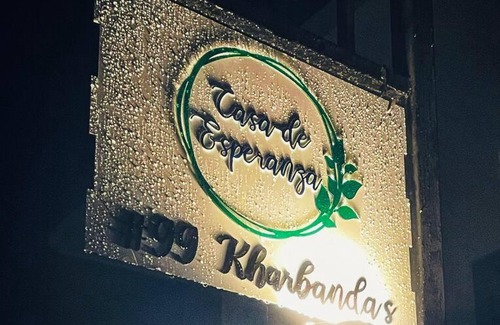 Casa de
Esperanza
#99 Kharbandas